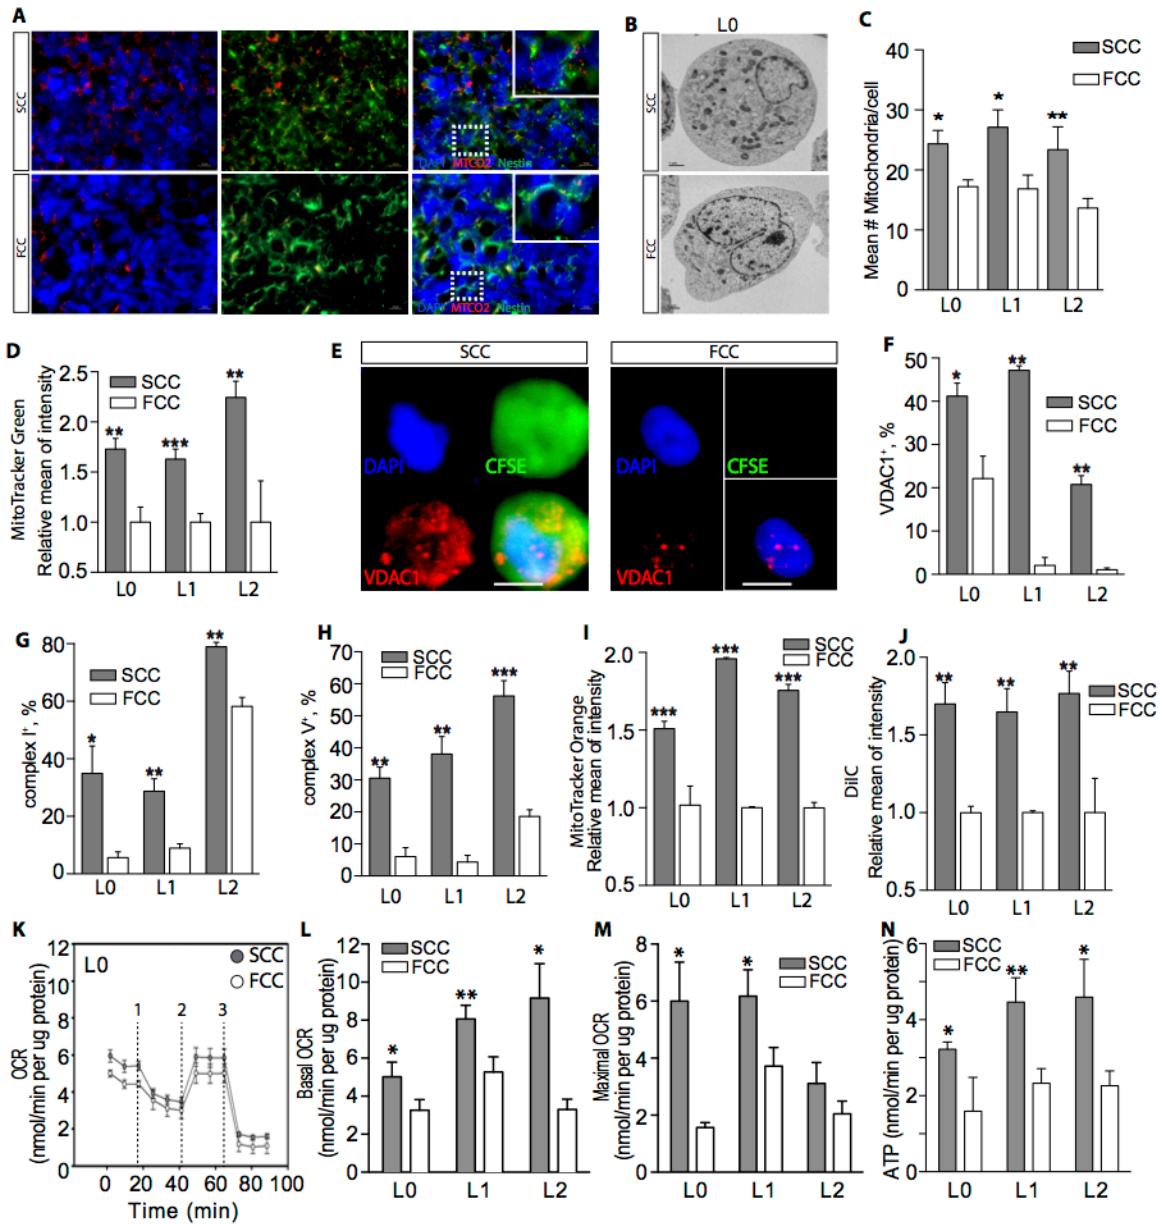 A
SCC
FCC
DAPI MTCO2 Nestin
DAPI MTCO2 Nestin
B
L0
SCC
FCC
C
Mean # Mitochondria/cell
40
30
20
10
0
SCC
FCC
* * **
L0 L1 L2
D
MitoTracker Green
Relative mean of intensity
2.5
2.0
1.5
1.0
0.5
SCC
FCC
** *** **
L0 L1 L2
E
SCC FCC
DAPI CFSE DAPI CFSE
VDAC1 VDAC1
F
VDAC1+, %
50
40
30
20
10
0
SCC
FCC
* ** **
L0 L1 L2
G
complex I+, %
80
60
40
20
0
SCC
FCC
* ** **
L0 L1 L2
H
complex V+, %
70
60
50
40
30
20
10
0
SCC
FCC
** ** ***
L0 L1 L2
I
MitoTracker Orange
Relative mean of intensity
2.0
1.5
1.0
0.5
SCC
FCC
*** *** ***
L0 L1 L2
J
DilC
Relative mean of intensity
2.0
1.5
1.0
0.5
SCC
FCC
** ** **
L0 L1 L2
K
OCR
(nmol/min per ug protein)
12
10
8
6
4
2
0
L0
SCC
FCC
1 2 3
0 20 40 60 80 100
Time (min)
L
Basal OCR
(nmol/min per ug protein)
12
10
8
6
4
2
0
SCC
FCC
* ** *
L0 L1 L2
M
Maximal OCR
(nmol/min per ug protein)
8
6
4
2
0
SCC
FCC
* *
L0 L1 L2
N
ATP (nmol/min per ug protein)
6
4
2
0
SCC
FCC
* ** *
L0 L1 L2